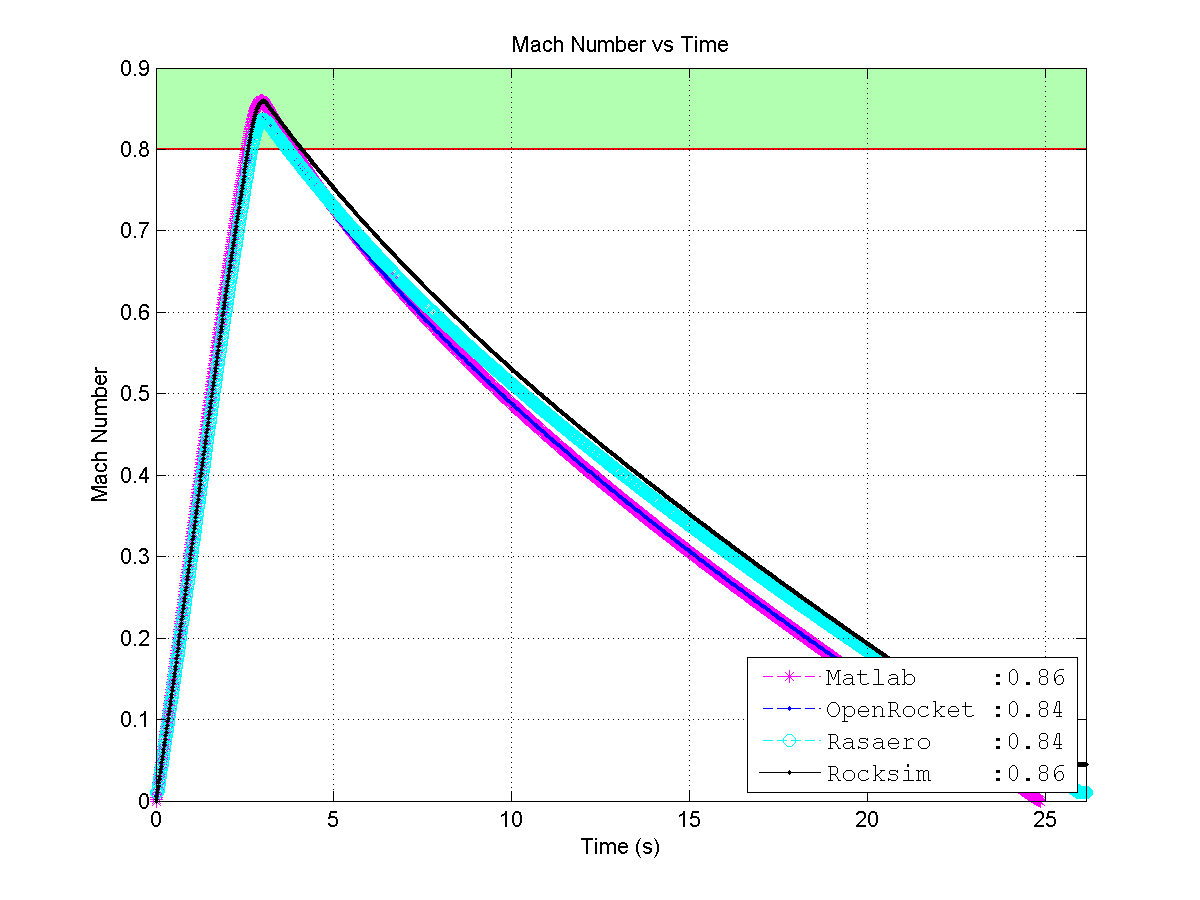 Mach Number vs Time
0.9
0.8
0.7
0.6
0.5
0.4
0.3
0.2
0.1
0
Mach Number
Matlab :0.86
OpenRocket :0.84
Rasaero :0.84
Rocksim :0.86
0 5 10 15 20 25
Time (s)